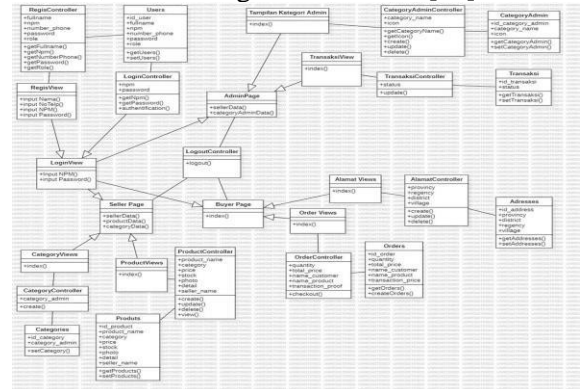 RegisController
+fullname
+npm
+number_phone
+password
+role
+getFullname()
+getNpm()
+getNumberPhone()
+getPassword()
+getRole()
Users
+id_user
+fullname
+npm
+number_phone
+password
+role
+getUsers()
+setUsers()
Tampilan Kategori Admin
+index()
CategoryAdminController
+category_name
+icon
+getCategoryName()
+getIcon()
+create()
+update()
+delete()
CategoryAdmin
+id_category_admin
+category_name
+icon
+getCategoryAdmin()
+setCategoryAdmin()
RegisView
+input Nama()
+input NoTelp()
+input NPM()
+input Password()
LoginController
+npm
+password
+getNpm()
+getPassword()
+authentification()
TransaksiView
+index()
TransaksiController
+status
+update()
Transaksi
+id_transaksi
+status
+getTransaksi()
+setTransaksi()
AdminPage
+sellerData()
+categoryAdminData()
LoginView
+Input NPM()
+input Password()
LogoutController
+logout()
Seller Page
+sellerData()
+productData()
+categoryData()
Buyer Page
+index()
Alamat Views
+index()
AlamatController
+provincy
+regency
+district
+village
+create()
+update()
+delete()
Adresses
+id_address
+provincy
+district
+regency
+village
+getAddresses()
+setAddresses()
Order Views
+index()
OrderController
+quantity
+total_price
+name_customer
+name_product
+transaction_proof
+checkout()
Orders
+id_order
+quantity
+total_price
+name_customer
+name_product
+transaction_price
+getOrders()
+createOrders()
CategoryViews
+index()
ProductViews
+index()
ProductController
+product_name
+category
+price
+stock
+photo
+detail
+seller_name
+create()
+update()
+delete()
+view()
CategoryController
+category_admin
+create()
Categories
+id_category
+category_admin
+setCategory()
Produts
+id_product
+product_name
+category
+price
+stock
+photo
+detail
+seller_name
+getProducts()
+setProducts()